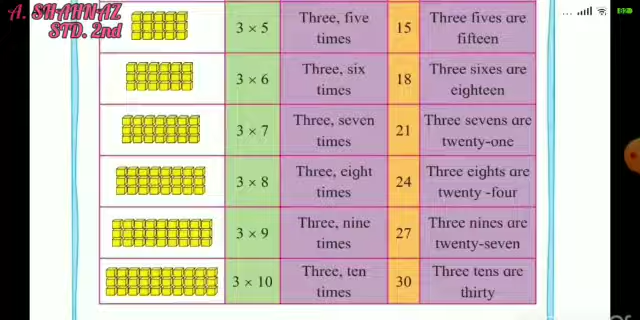 A. SHAHNAZ
STD. 2nd
3 × 5 Three, five times 15 Three fives are fifteen
3 × 6 Three, six times 18 Three sixes are eighteen
3 × 7 Three, seven times 21 Three sevens are twenty-one
3 × 8 Three, eight times 24 Three eights are twenty -four
3 × 9 Three, nine times 27 Three nines are twenty-seven
3 × 10 Three, ten times 30 Three tens are thirty